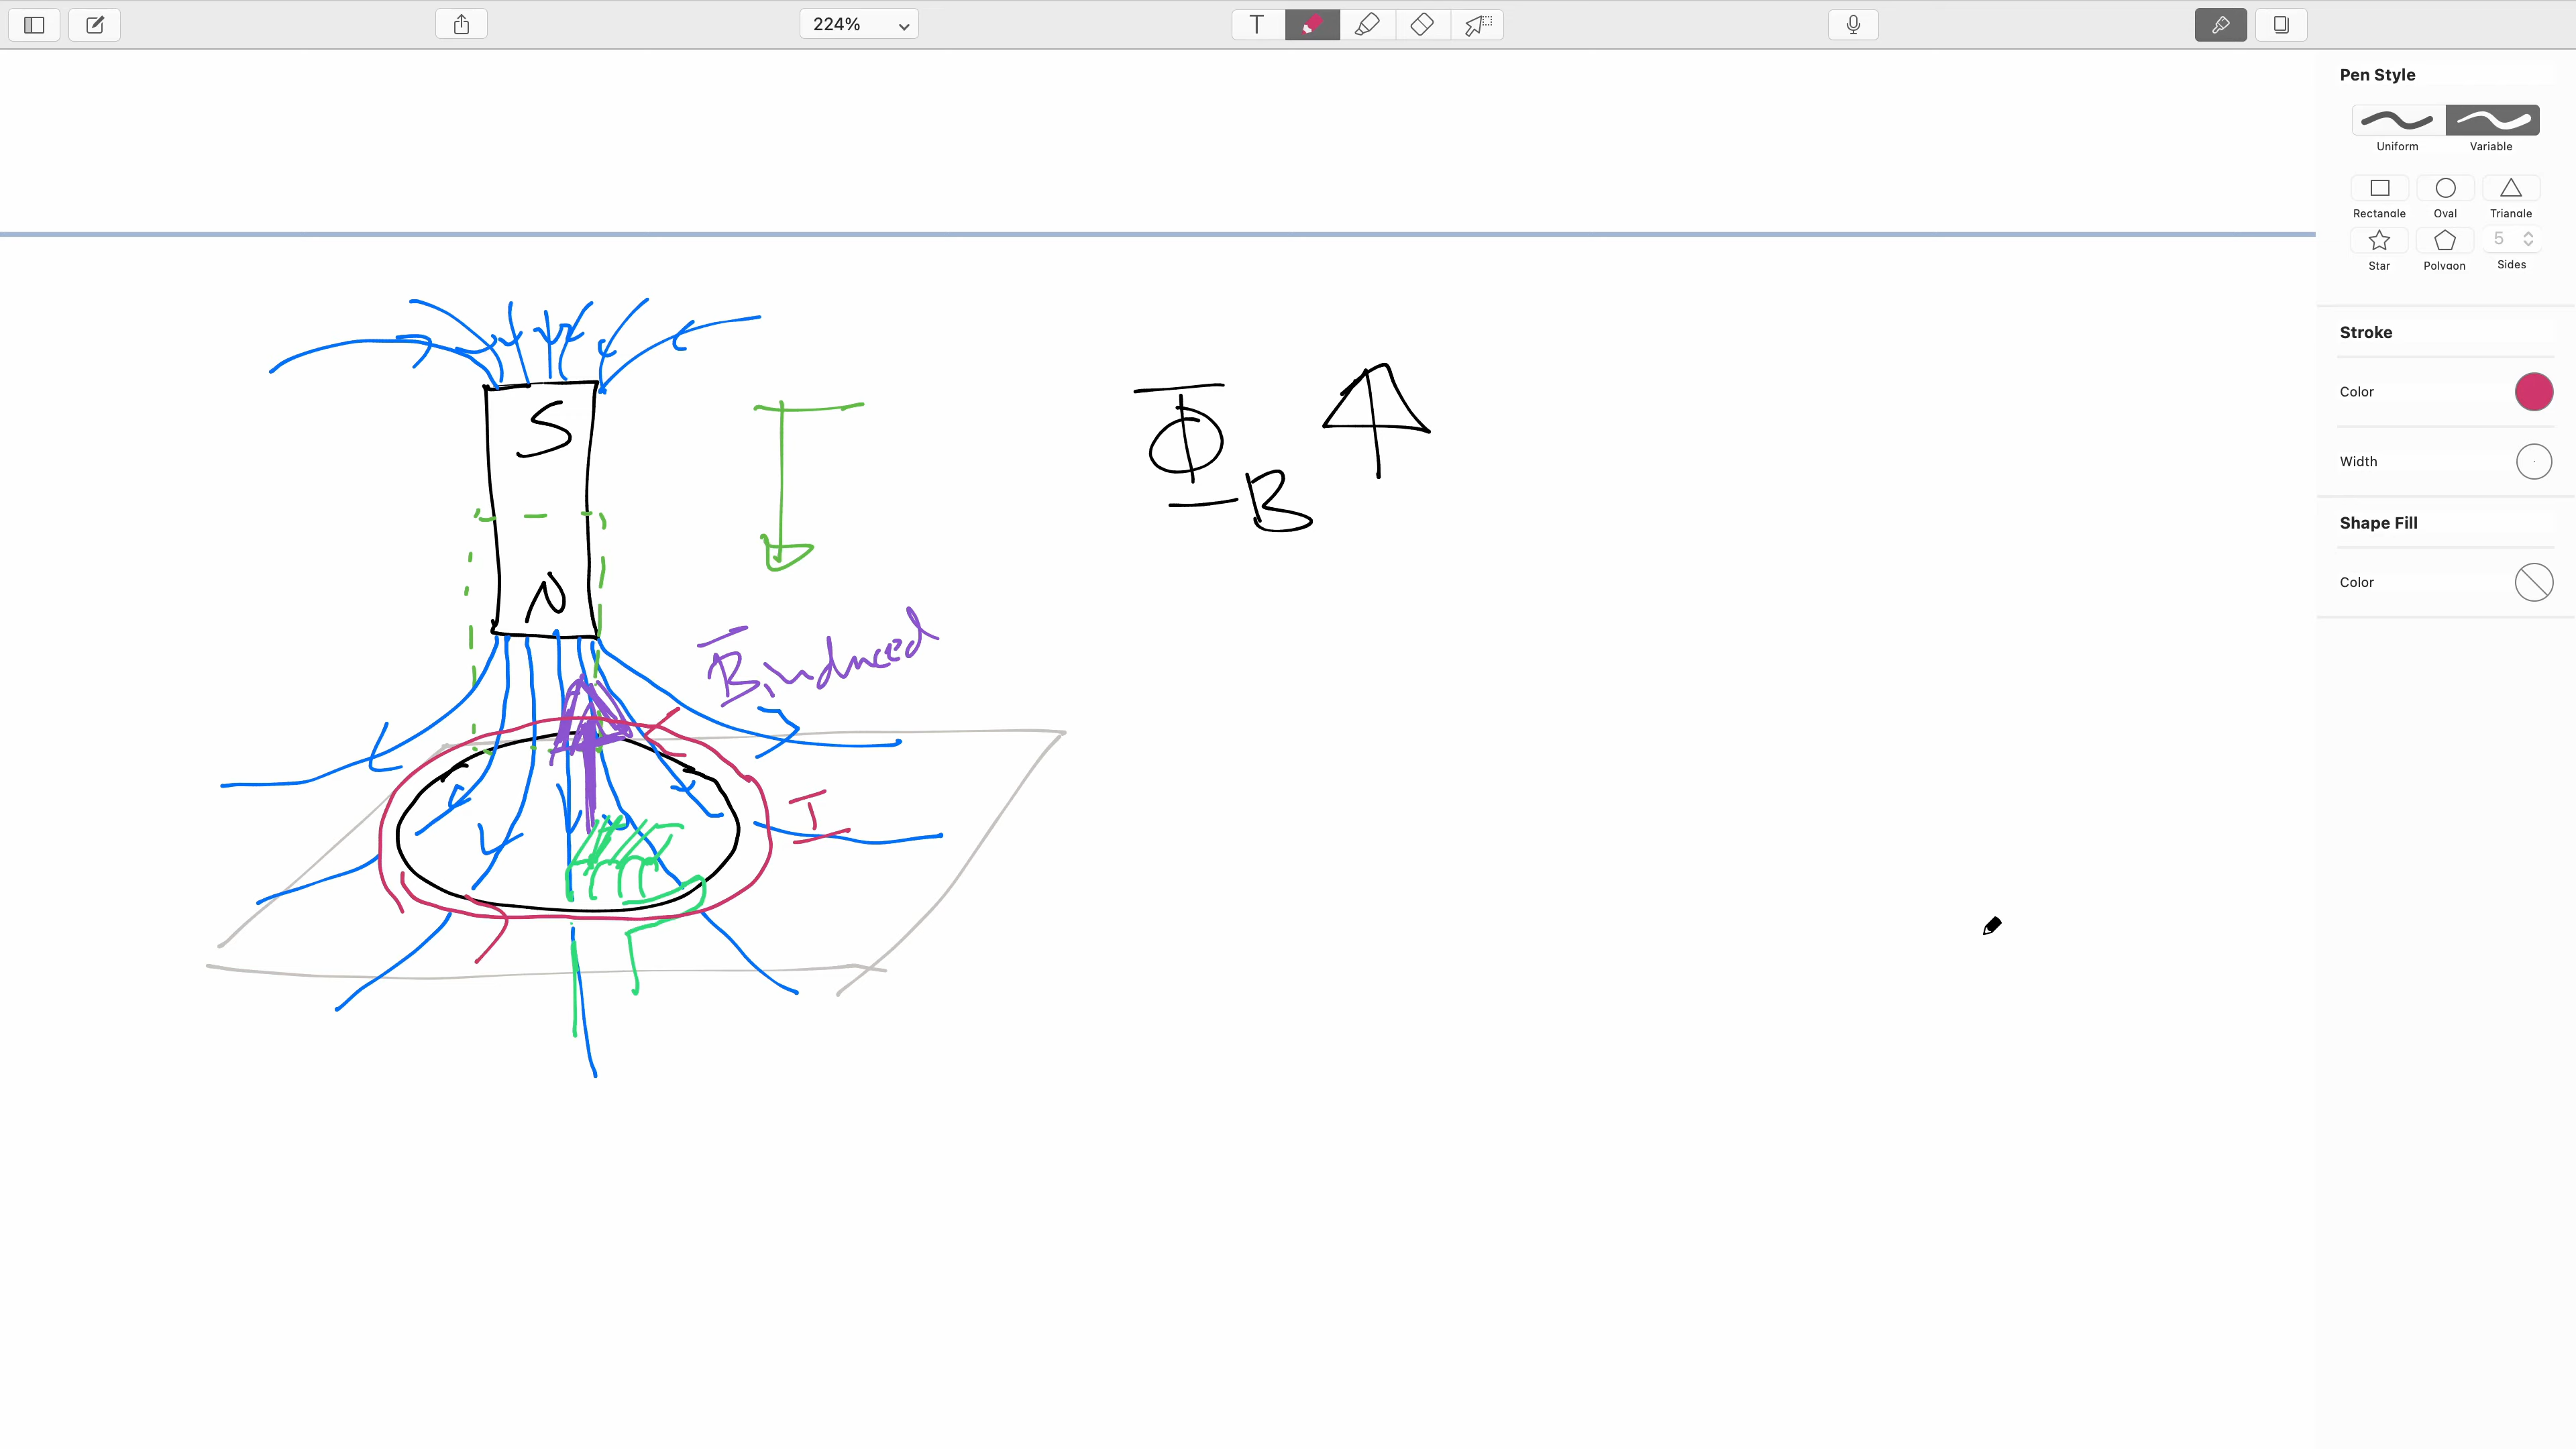 224%
T
Pen Style
Uniform
Variable
Rectangle
Oval
Triangle
Star
Polygon
5
Sides
Stroke
Color
Width
Shape Fill
Color
S
N
Φ
B
B induced
I